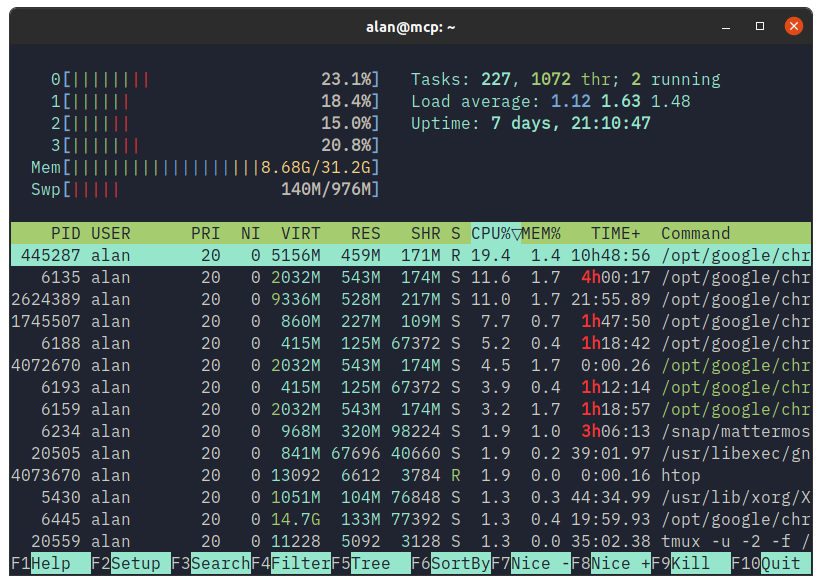 alan@mcp: ~
0[|||||||| 23.1%] Tasks: 227, 1072 thr; 2 running
1[|||||| 18.4%] Load average: 1.12 1.63 1.48
2[|||||| 15.0%] Uptime: 7 days, 21:10:47
3[||||||| 20.8%]
Mem[|||||||||||||||||||8.68G/31.2G]
Swp[||||| 140M/976M]
PID USER PRI NI VIRT RES SHR S CPU%▽MEM% TIME+ Command
445287 alan 20 0 5156M 459M 171M R 19.4 1.4 10h48:56 /opt/google/chr
6135 alan 20 0 2032M 543M 174M S 11.6 1.7 4h00:17 /opt/google/chr
2624389 alan 20 0 9336M 528M 217M S 11.0 1.7 21:55.89 /opt/google/chr
1745507 alan 20 0 860M 227M 109M S 7.7 0.7 1h47:50 /opt/google/chr
6188 alan 20 0 415M 125M 67372 S 5.2 0.4 1h18:42 /opt/google/chr
4072670 alan 20 0 2032M 543M 174M S 4.5 1.7 0:00.26 /opt/google/chr
6193 alan 20 0 415M 125M 67372 S 3.9 0.4 1h12:14 /opt/google/chr
6159 alan 20 0 2032M 543M 174M S 3.2 1.7 1h18:57 /opt/google/chr
6234 alan 20 0 968M 320M 98224 S 1.9 1.0 3h06:13 /snap/mattermos
20505 alan 20 0 841M 67696 40660 S 1.9 0.2 39:01.97 /usr/libexec/gn
4073670 alan 20 0 13092 6612 3784 R 1.9 0.0 0:00.16 htop
5430 alan 20 0 1051M 104M 76848 S 1.3 0.3 44:34.99 /usr/lib/xorg/X
6445 alan 20 0 14.7G 133M 77392 S 1.3 0.4 19:59.93 /opt/google/chr
20559 alan 20 0 11228 5092 3128 S 1.3 0.0 35:02.38 tmux -u -2 -f /
F1Help F2Setup F3SearchF4FilterF5Tree F6SortByF7Nice -F8Nice +F9Kill F10Quit